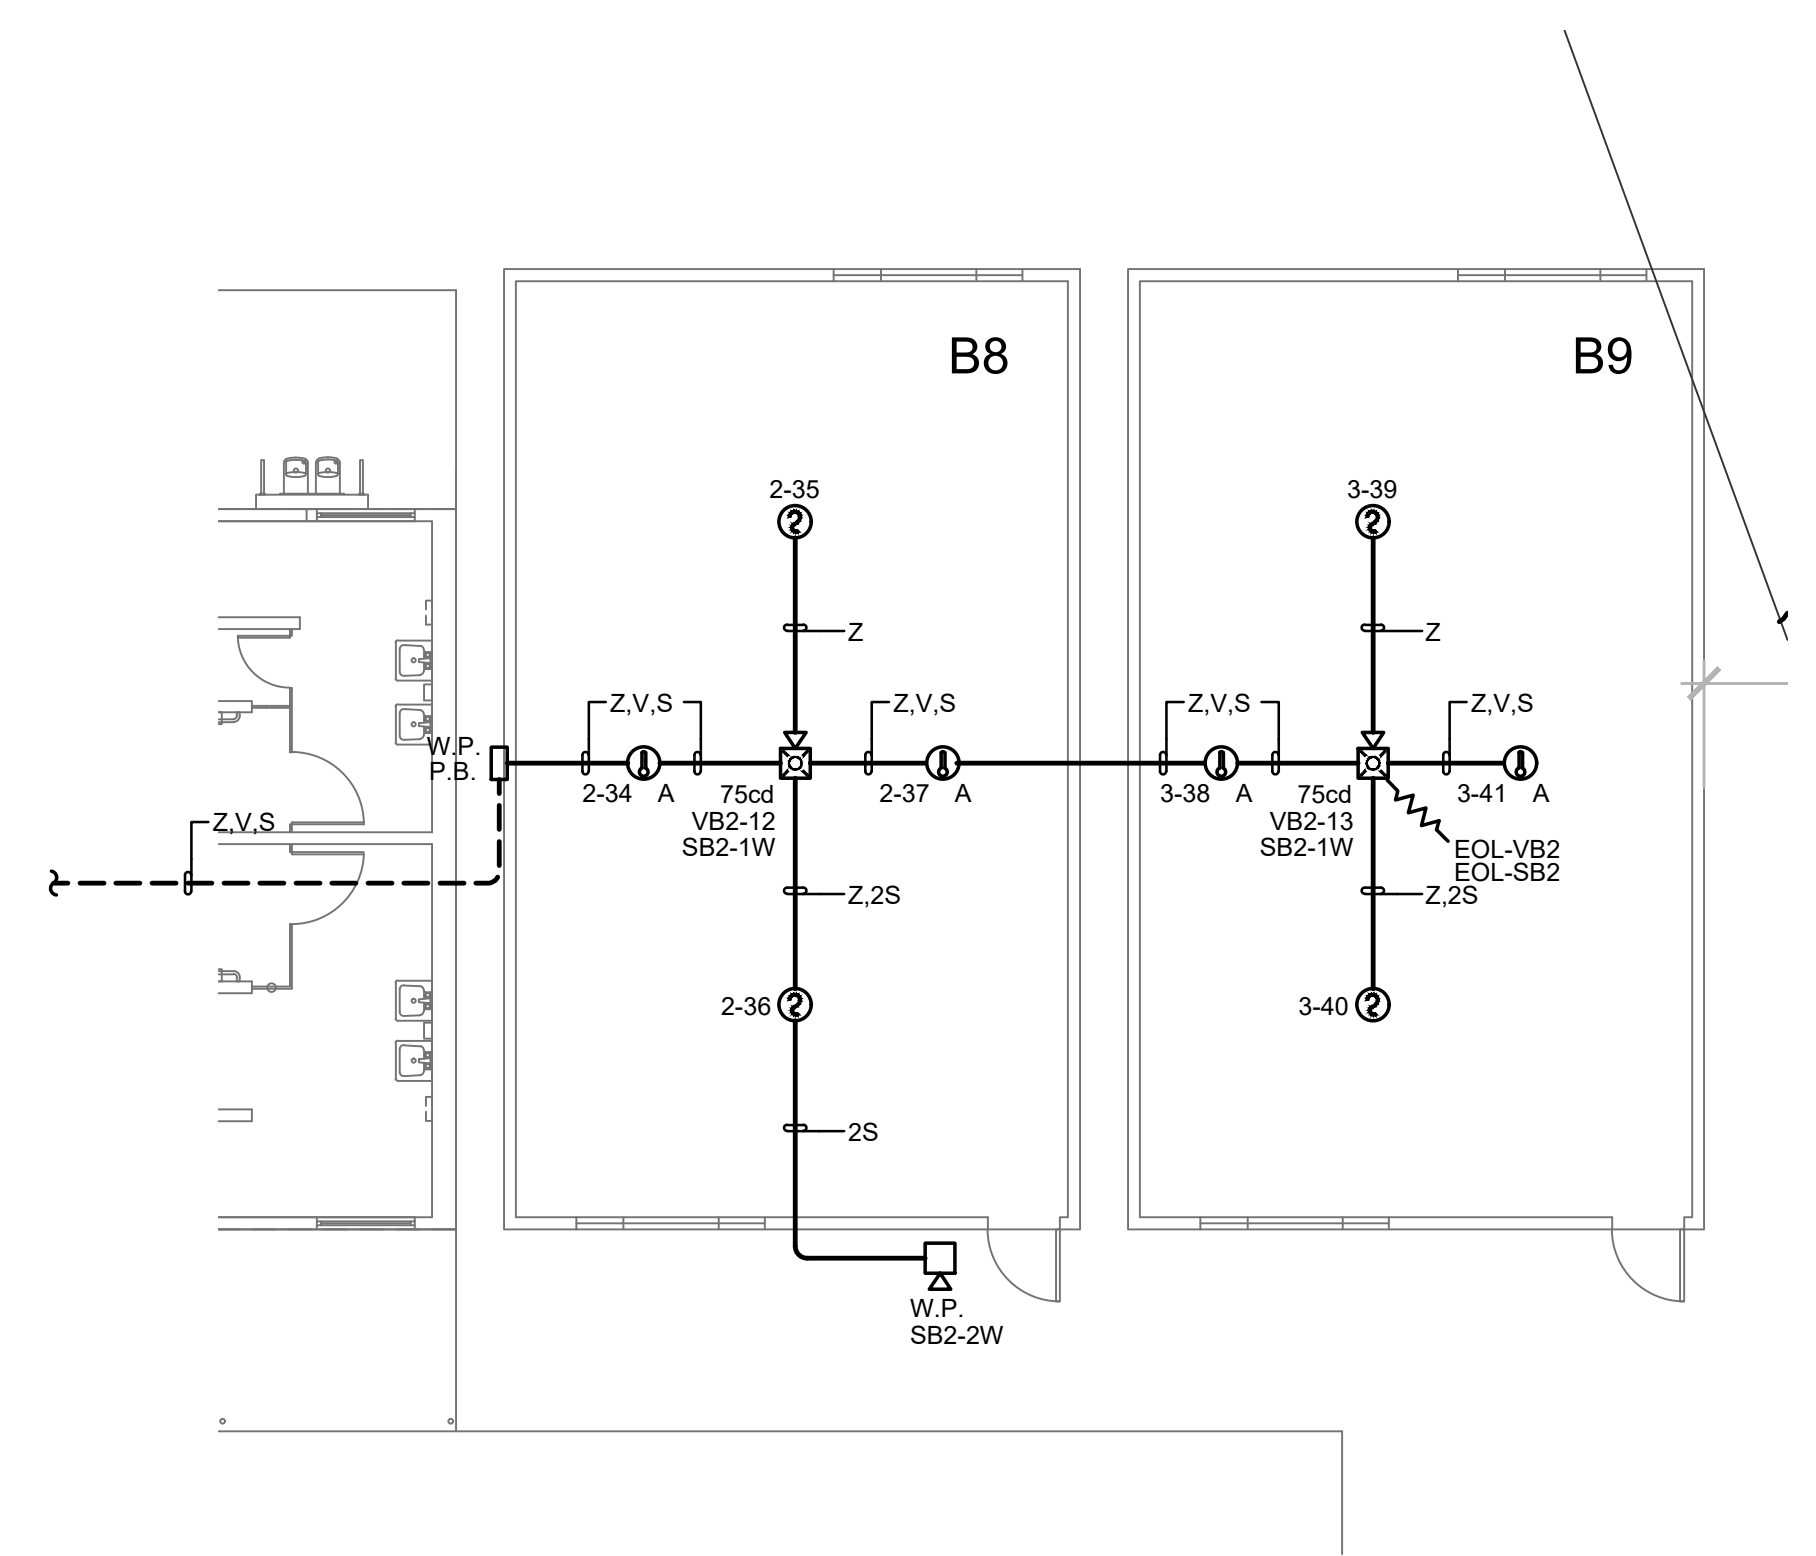 B8
B9
2-35
3-39
Z
Z
Z,V,S
Z,V,S
Z,V,S
Z,V,S
W.P.
P.B.
2-34 A
2-37 A
3-38 A
3-41 A
75cd
VB2-12
SB2-1W
75cd
VB2-13
SB2-1W
Z,V,S
EOL-VB2
EOL-SB2
Z,2S
Z,2S
2-36
3-40
2S
W.P.
SB2-2W